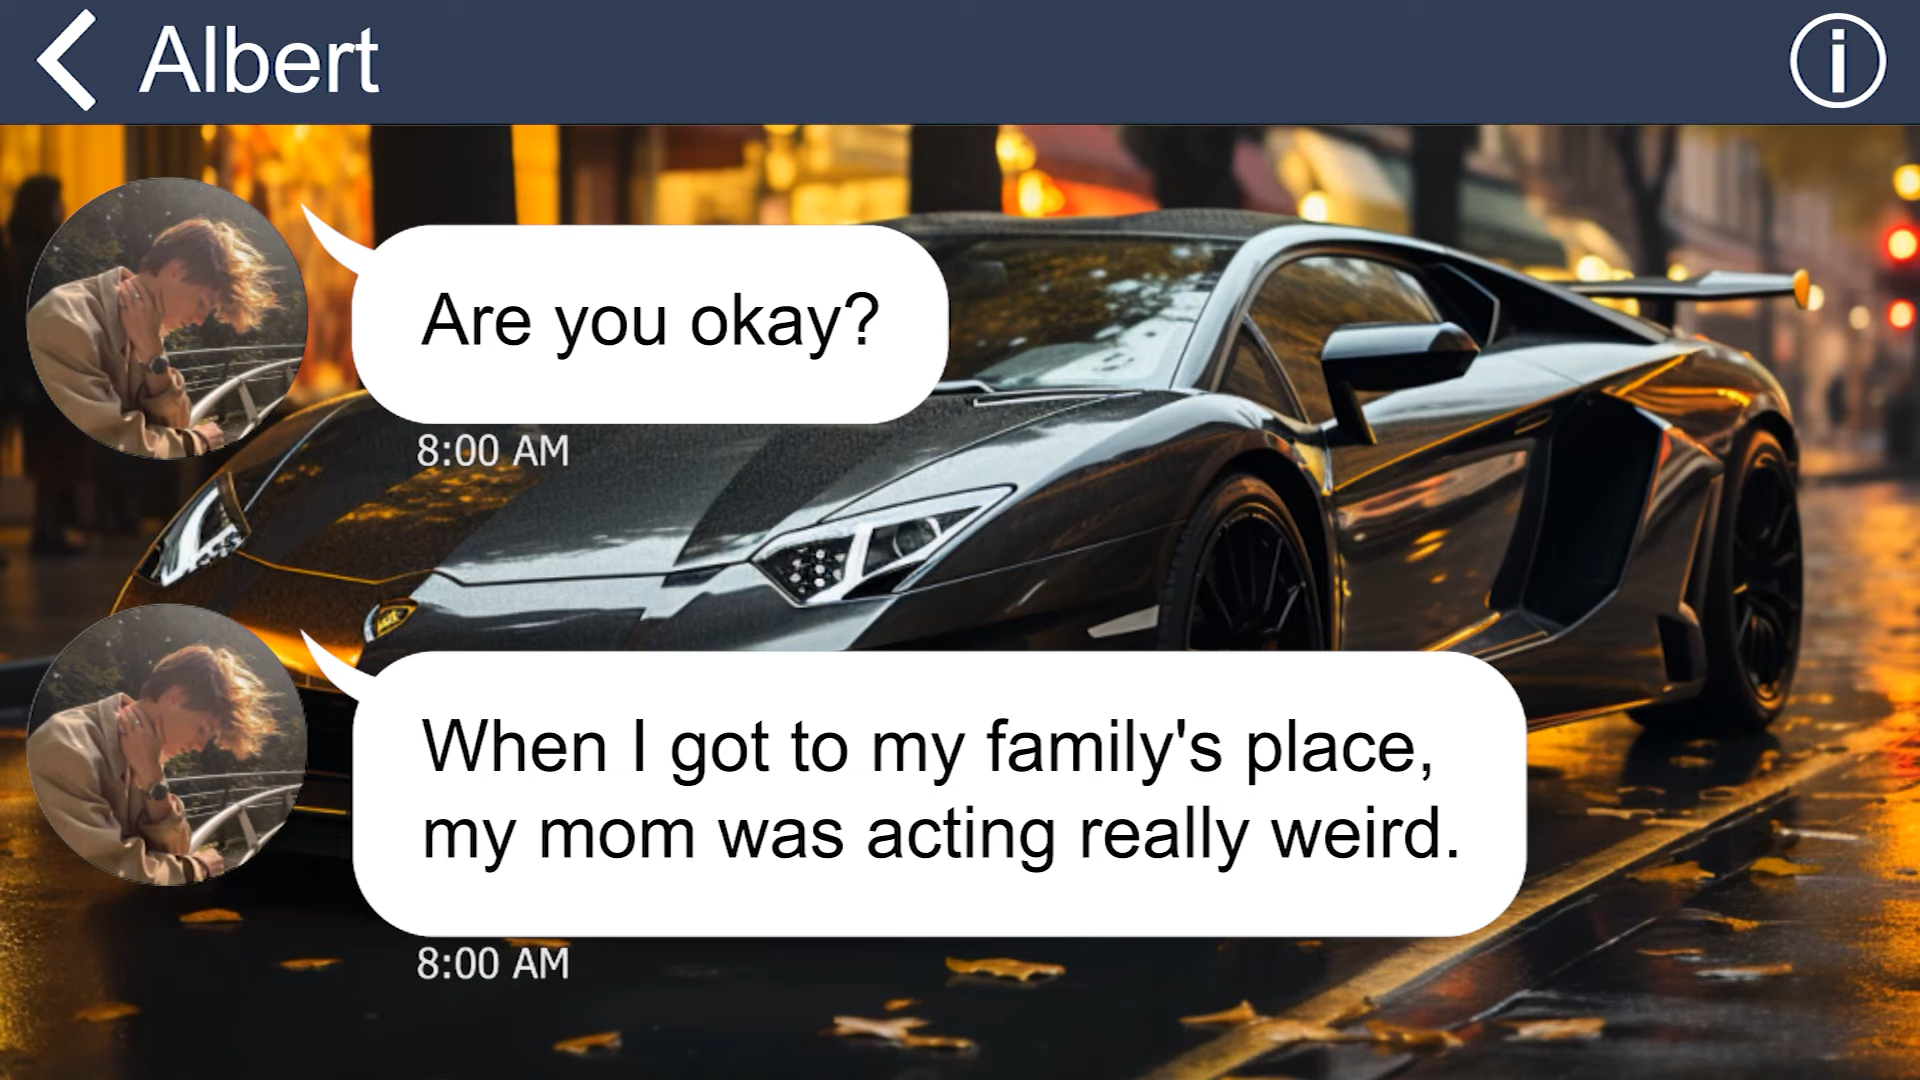 Albert
Are you okay?
8:00 AM
When I got to my family's place,
my mom was acting really weird.
8:00 AM